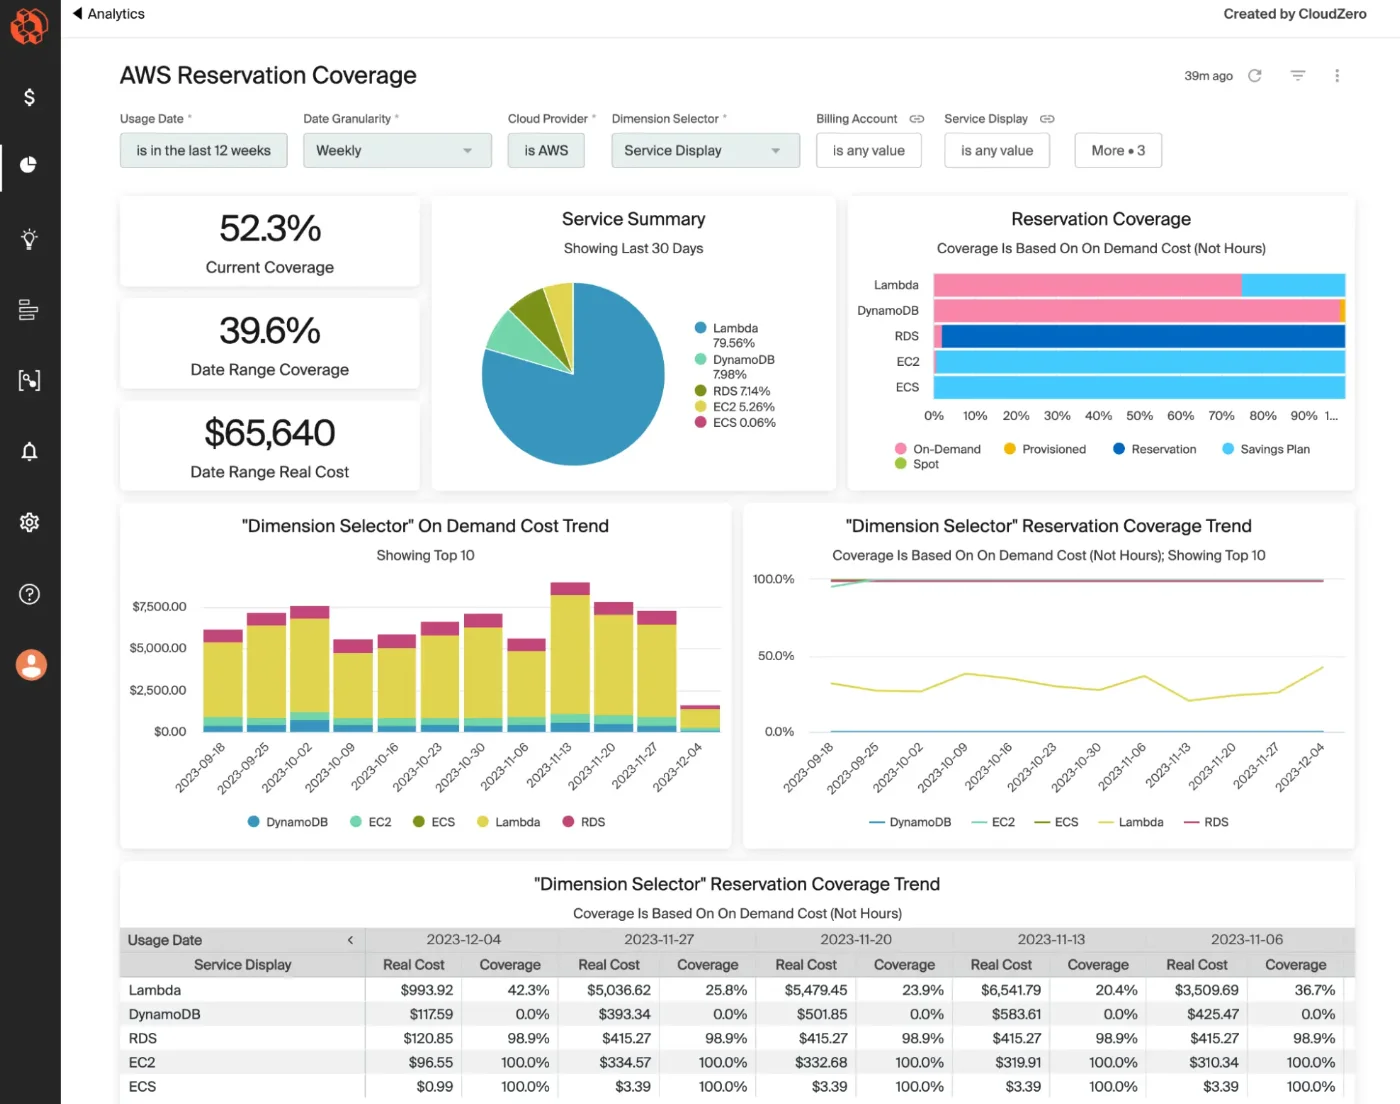 Analytics
Created by CloudZero
AWS Reservation Coverage
39m ago
Usage Date *
Date Granularity *
Cloud Provider *
Dimension Selector *
Billing Account
Service Display
is in the last 12 weeks
Weekly
is AWS
Service Display
is any value
is any value
More • 3
52.3%
Current Coverage
39.6%
Date Range Coverage
$65,640
Date Range Real Cost
Service Summary
Showing Last 30 Days
Lambda
79.56%
DynamoDB
7.98%
RDS 7.14%
EC2 5.26%
ECS 0.06%
Reservation Coverage
Coverage Is Based On On Demand Cost (Not Hours)
Lambda
DynamoDB
RDS
EC2
ECS
0% 10% 20% 30% 40% 50% 60% 70% 80% 90% 1...
On-Demand Provisioned Reservation Savings Plan
Spot
"Dimension Selector" On Demand Cost Trend
Showing Top 10
$7,500.00
$5,000.00
$2,500.00
$0.00
2023-09-18 2023-09-25 2023-10-02 2023-10-09 2023-10-16 2023-10-23 2023-10-30 2023-11-06 2023-11-13 2023-11-20 2023-11-27 2023-12-04
DynamoDB EC2 ECS Lambda RDS
"Dimension Selector" Reservation Coverage Trend
Coverage Is Based On On Demand Cost (Not Hours); Showing Top 10
100.0%
50.0%
0.0%
2023-09-18 2023-09-25 2023-10-02 2023-10-09 2023-10-16 2023-10-23 2023-10-30 2023-11-06 2023-11-13 2023-11-20 2023-11-27 2023-12-04
DynamoDB EC2 ECS Lambda RDS
"Dimension Selector" Reservation Coverage Trend
Coverage Is Based On On Demand Cost (Not Hours)
Usage Date 2023-12-04 2023-11-27 2023-11-20 2023-11-13 2023-11-06
Service Display Real Cost Coverage Real Cost Coverage Real Cost Coverage Real Cost Coverage Real Cost Coverage
Lambda $993.92 42.3% $5,036.62 25.8% $5,479.45 23.9% $6,541.79 20.4% $3,509.69 36.7%
DynamoDB $117.59 0.0% $393.34 0.0% $501.85 0.0% $583.61 0.0% $425.47 0.0%
RDS $120.85 98.9% $415.27 98.9% $415.27 98.9% $415.27 98.9% $415.27 98.9%
EC2 $96.55 100.0% $334.57 100.0% $332.68 100.0% $319.91 100.0% $310.34 100.0%
ECS $0.99 100.0% $3.39 100.0% $3.39 100.0% $3.39 100.0% $3.39 100.0%